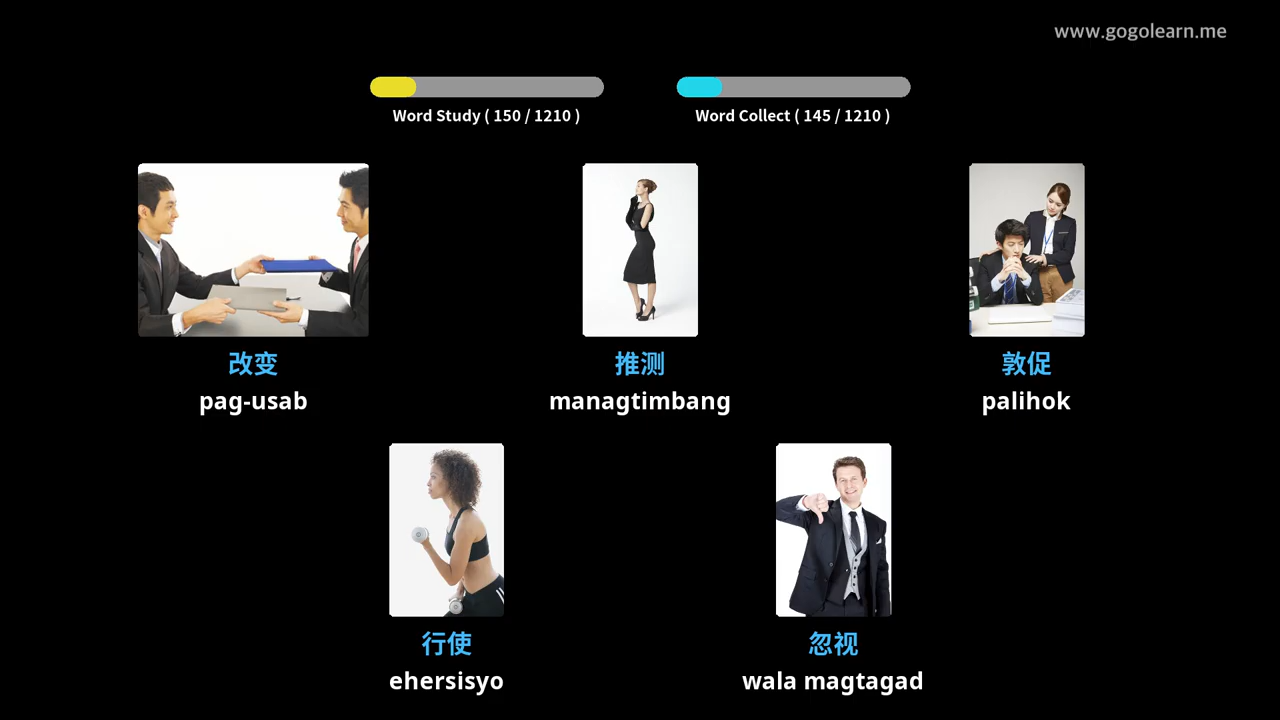 www.gogolearn.me
Word Study ( 150 / 1210 )
Word Collect ( 145 / 1210 )
改变
pag-usab
推测
managtimbang
敦促
palihok
行使
ehersisyo
忽视
wala magtagad